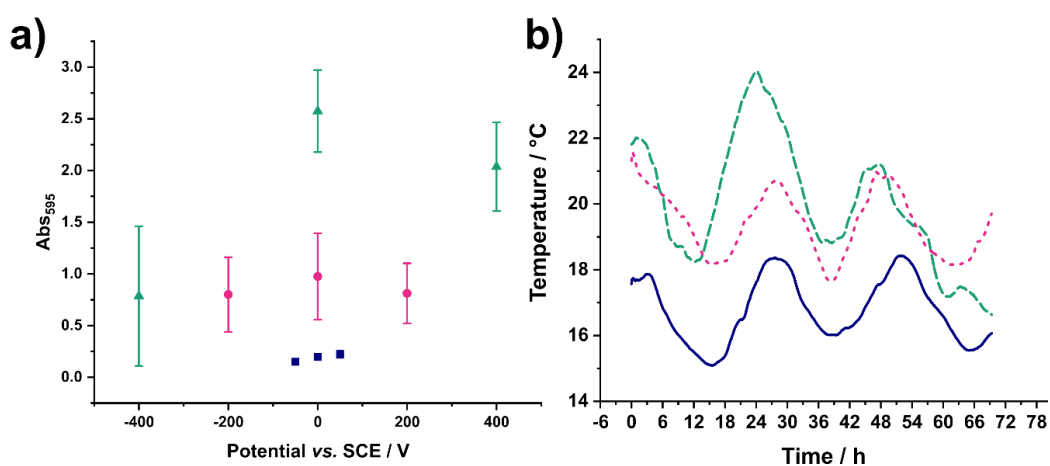 a)
3.0
2.5
2.0
1.5
1.0
0.5
0.0
Abs595
-400 -200 0 200 400
Potential vs. SCE / V
b)
24
22
20
18
16
14
Temperature / °C
-6 0 6 12 18 24 30 36 42 48 54 60 66 72 78
Time / h